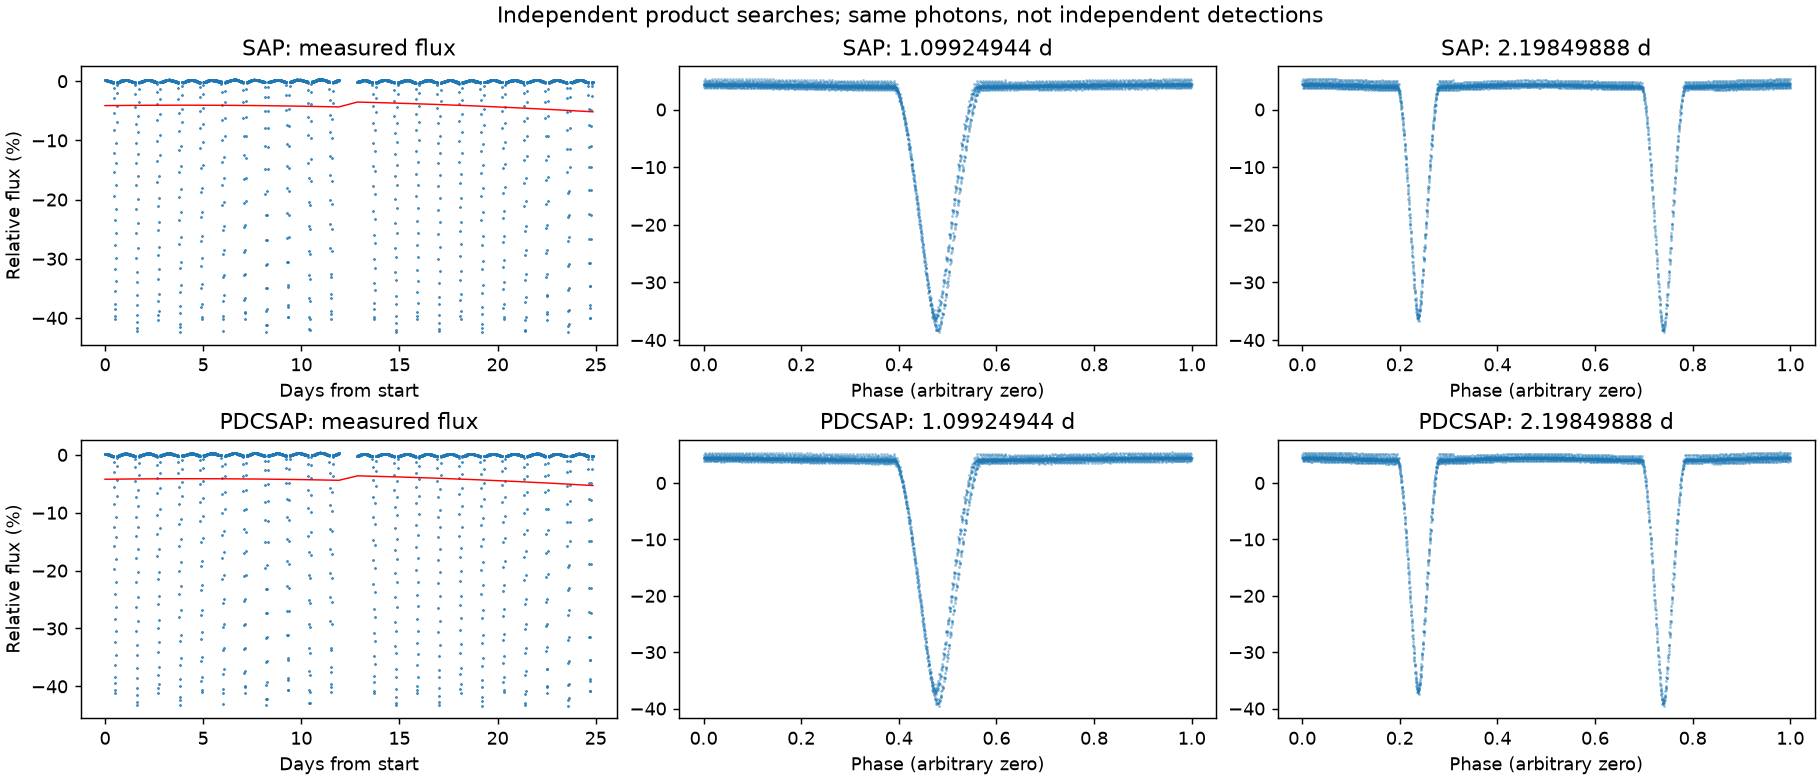 Independent product searches; same photons, not independent detections
SAP: measured flux
SAP: 1.09924944 d
SAP: 2.19849888 d
Relative flux (%)
0
−10
−20
−30
−40
0 5 10 15 20 25
Days from start
0
−10
−20
−30
−40
0.0 0.2 0.4 0.6 0.8 1.0
Phase (arbitrary zero)
0
−10
−20
−30
−40
0.0 0.2 0.4 0.6 0.8 1.0
Phase (arbitrary zero)
PDCSAP: measured flux
PDCSAP: 1.09924944 d
PDCSAP: 2.19849888 d
Relative flux (%)
0
−10
−20
−30
−40
0 5 10 15 20 25
Days from start
0
−10
−20
−30
−40
0.0 0.2 0.4 0.6 0.8 1.0
Phase (arbitrary zero)
0
−10
−20
−30
−40
0.0 0.2 0.4 0.6 0.8 1.0
Phase (arbitrary zero)